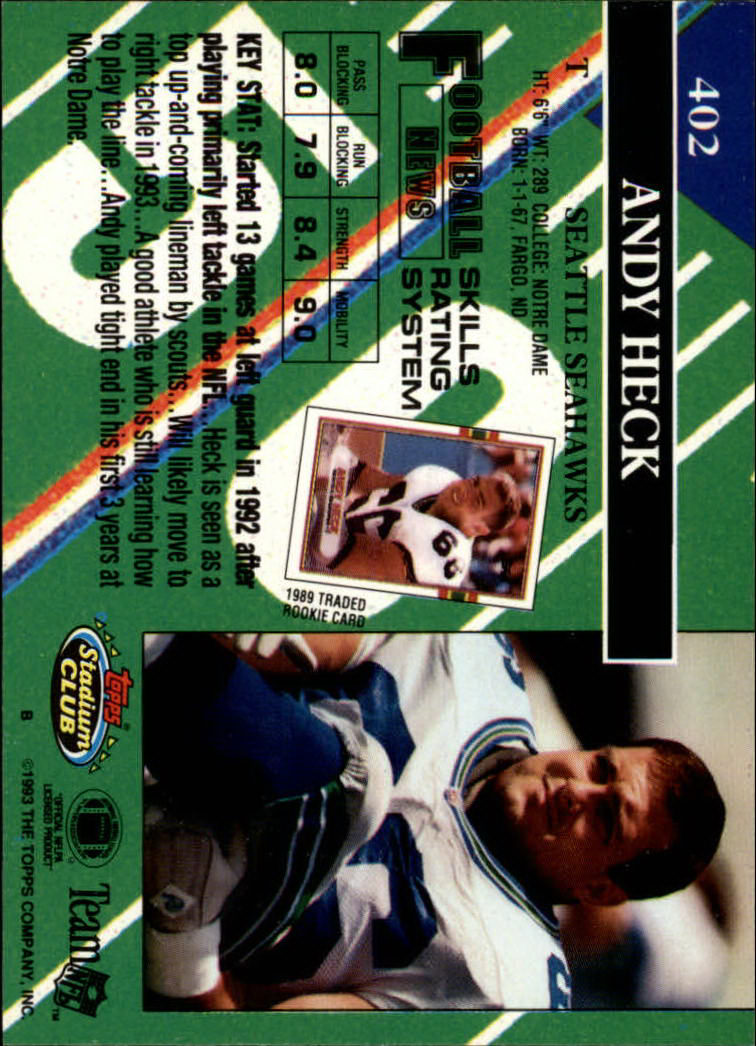 402
ANDY HECK
T SEATTLE SEAHAWKS
HT: 6'6" WT: 289 COLLEGE: NOTRE DAME
BORN: 1-1-67, FARGO, ND
FOOTBALL
NEWS
SKILLS
RATING
SYSTEM
PASS BLOCKING RUN BLOCKING STRENGTH MOBILITY
8.0 7.9 8.4 9.0
KEY STAT: Started 13 games at left guard in 1992 after
playing primarily left tackle in the NFL...Heck is seen as a
top up-and-coming lineman by scouts...Will likely move to
right tackle in 1993...A good athlete who is still learning how
to play the line...Andy played tight end in his first 3 years at
Notre Dame.
66
1989 TRADED
ROOKIE CARD
topps®
Stadium
CLUB
B
"OFFICIAL NFLPA
LICENSED PRODUCT"
Team
NFL™
©1993 THE TOPPS COMPANY, INC.